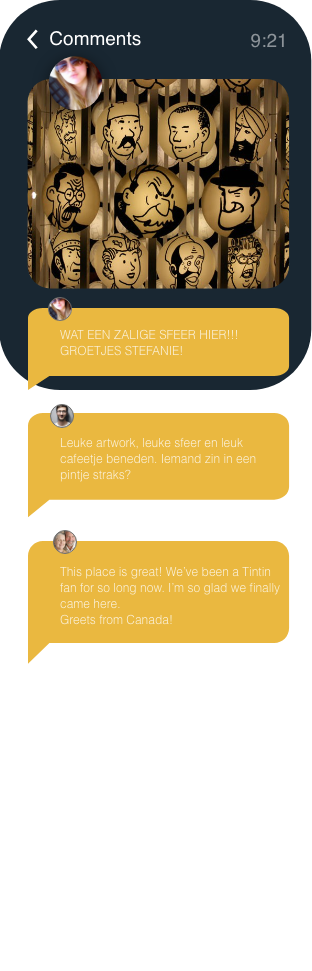 Comments
9:21
WAT EEN ZALIGE SFEER HIER!!!
GROETJES STEFANIE!
Leuke artwork, leuke sfeer en leuk
cafeetje beneden. Iemand zin in een
pintje straks?
This place is great! We've been a Tintin
fan for so long now. I'm so glad we finally
came here.
Greets from Canada!